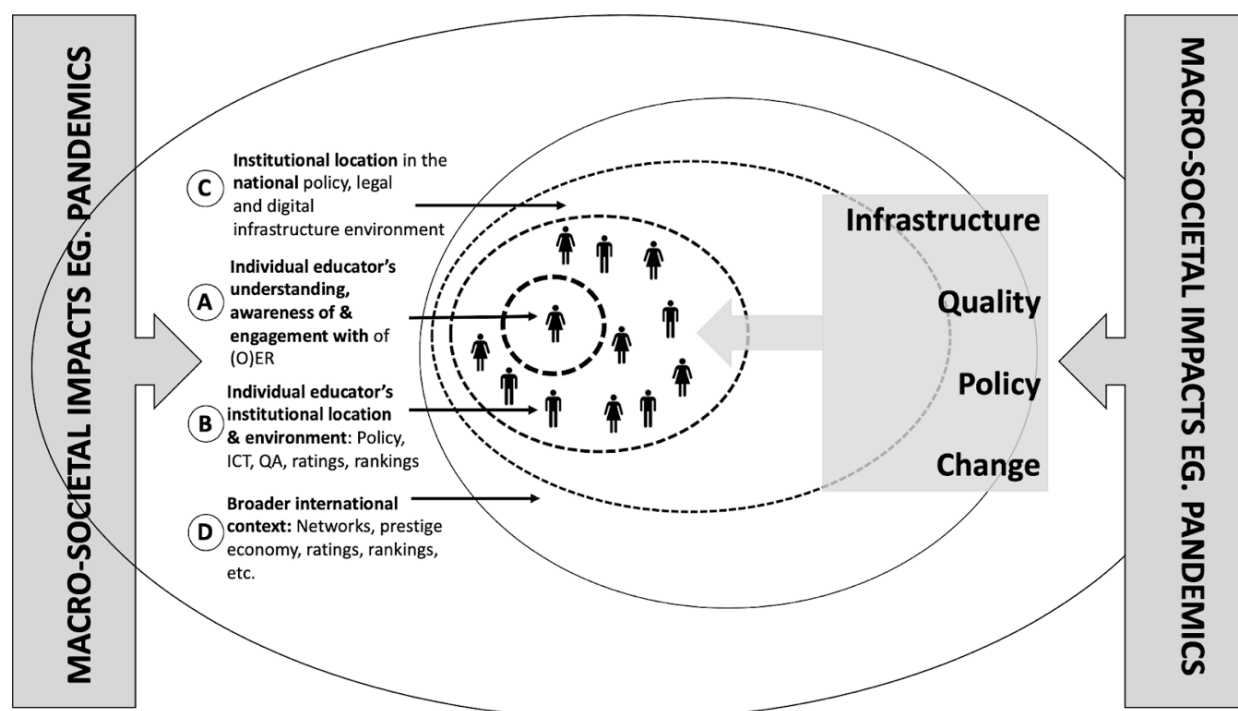 MACRO-SOCIETAL IMPACTS EG. PANDEMICS
C
Institutional location in the
national policy, legal
and digital
infrastructure environment
A
Individual educator's
understanding,
awareness of &
engagement with of
(O)ER
B
Individual educator's
institutional location
& environment: Policy,
ICT, QA, ratings, rankings
D
Broader international
context: Networks, prestige
economy, ratings, rankings,
etc.
Infrastructure
Quality
Policy
Change
MACRO-SOCIETAL IMPACTS EG. PANDEMICS